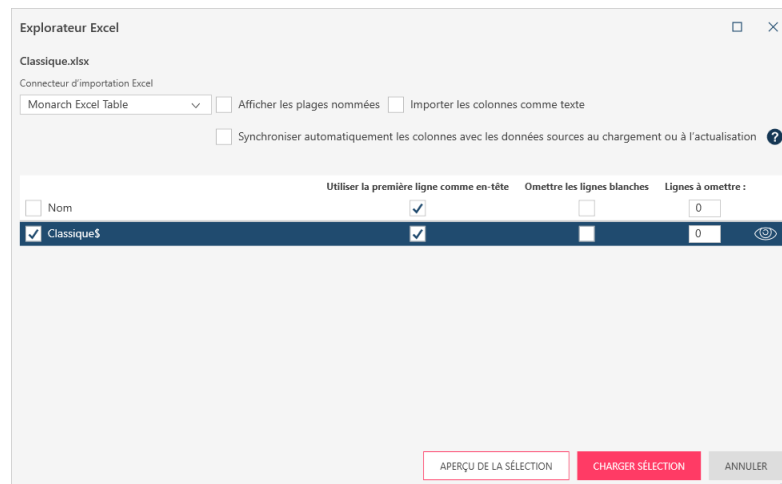 Explorateur Excel
Classique.xlsx
Connecteur d'importation Excel
Monarch Excel Table Afficher les plages nommées Importer les colonnes comme texte
Synchroniser automatiquement les colonnes avec les données sources au chargement ou à l'actualisation ?
Utiliser la première ligne comme en-tête Omettre les lignes blanches Lignes à omettre :
Nom 0
Classique$ 0
APERÇU DE LA SÉLECTION CHARGER SÉLECTION ANNULER